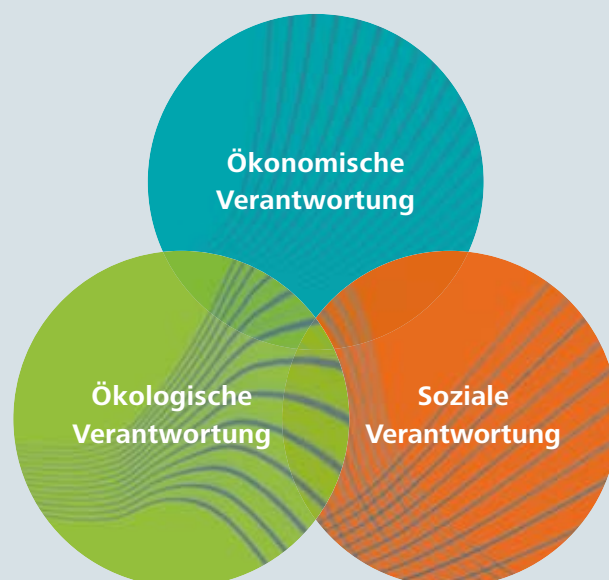 Ökonomische
Verantwortung
Ökologische
Verantwortung
Soziale
Verantwortung